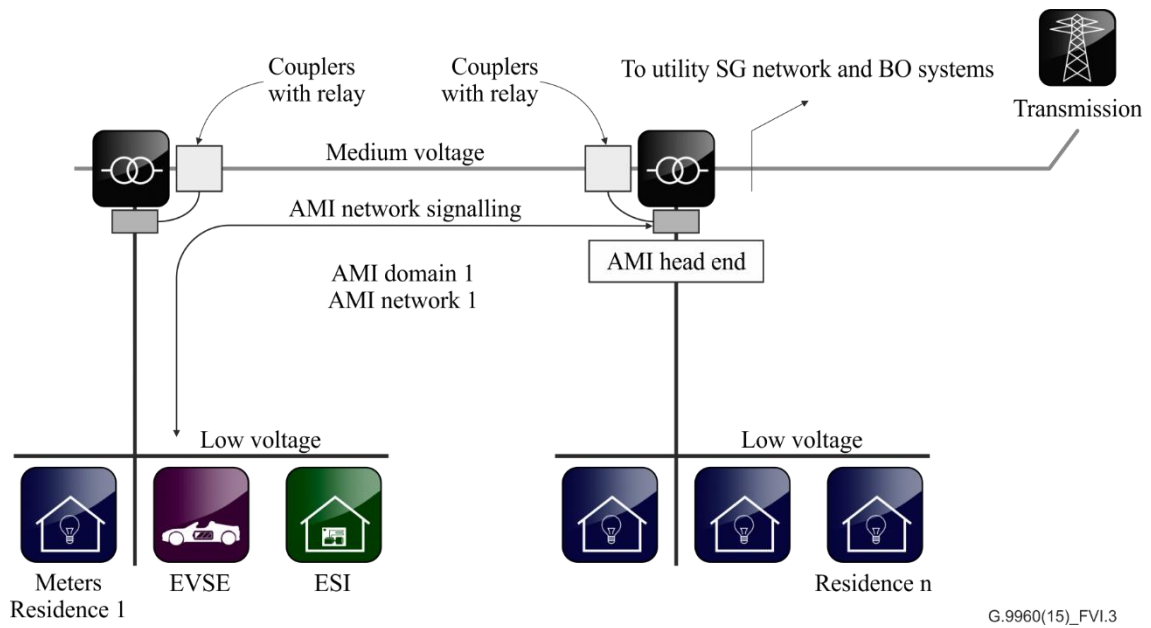 Couplers
with relay
Couplers
with relay
To utility SG network and BO systems
Transmission
Medium voltage
AMI network signalling
AMI head end
AMI domain 1
AMI network 1
Low voltage
Low voltage
Meters
Residence 1
EVSE
ESI
Residence n
G.9960(15)_FVI.3